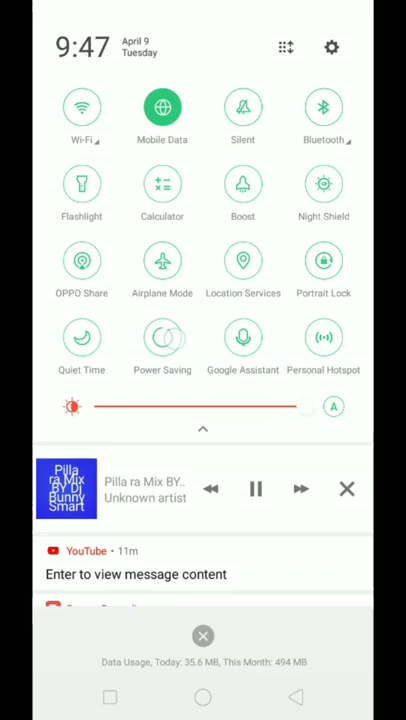 9:47
April 9
Tuesday
Wi-Fi
Mobile Data
Silent
Bluetooth
Flashlight
Calculator
Boost
Night Shield
OPPO Share
Airplane Mode
Location Services
Portrait Lock
Quiet Time
Power Saving
Google Assistant
Personal Hotspot
A
Pilla
ra Mix
BY Dj
Bunny
Smart
Pilla ra Mix BY..
Unknown artist
YouTube • 11m
Enter to view message content
Data Usage, Today: 35.6 MB, This Month: 494 MB